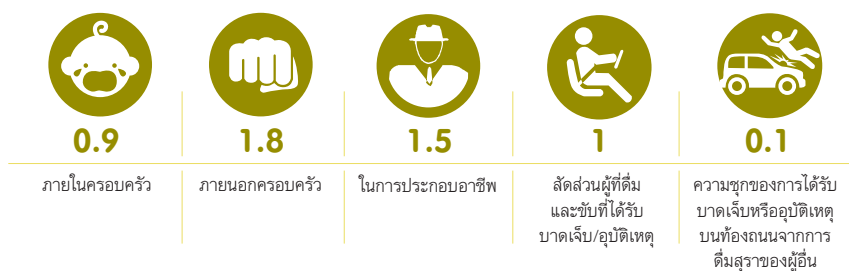 0.9
ภายในครอบครัว
1.8
ภายนอกครอบครัว
1.5
ในการประกอบอาชีพ
1
สัดส่วนผู้ที่ดื่ม
และขับที่ได้รับ
บาดเจ็บ/อุบัติเหตุ
0.1
ความชุกของการได้รับ
บาดเจ็บหรืออุบัติเหตุ
บนท้องถนนจากการ
ดื่มสุราของผู้อื่น